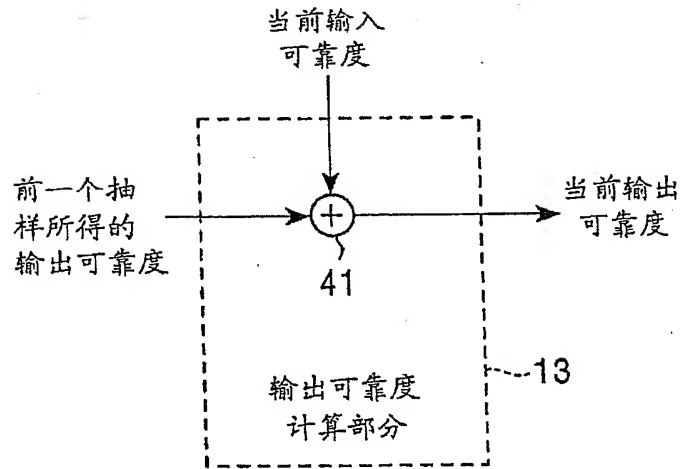 当前输入
可靠度
前一个抽
样所得的
输出可靠度
+
当前输出
可靠度
41
输出可靠度
计算部分
13